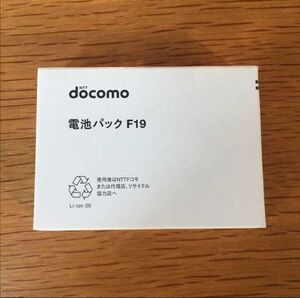 NTT
docomo
電池パック F19
使用後はNTTドコモ
または代理店、リサイクル
協力店へ
Li-ion 00